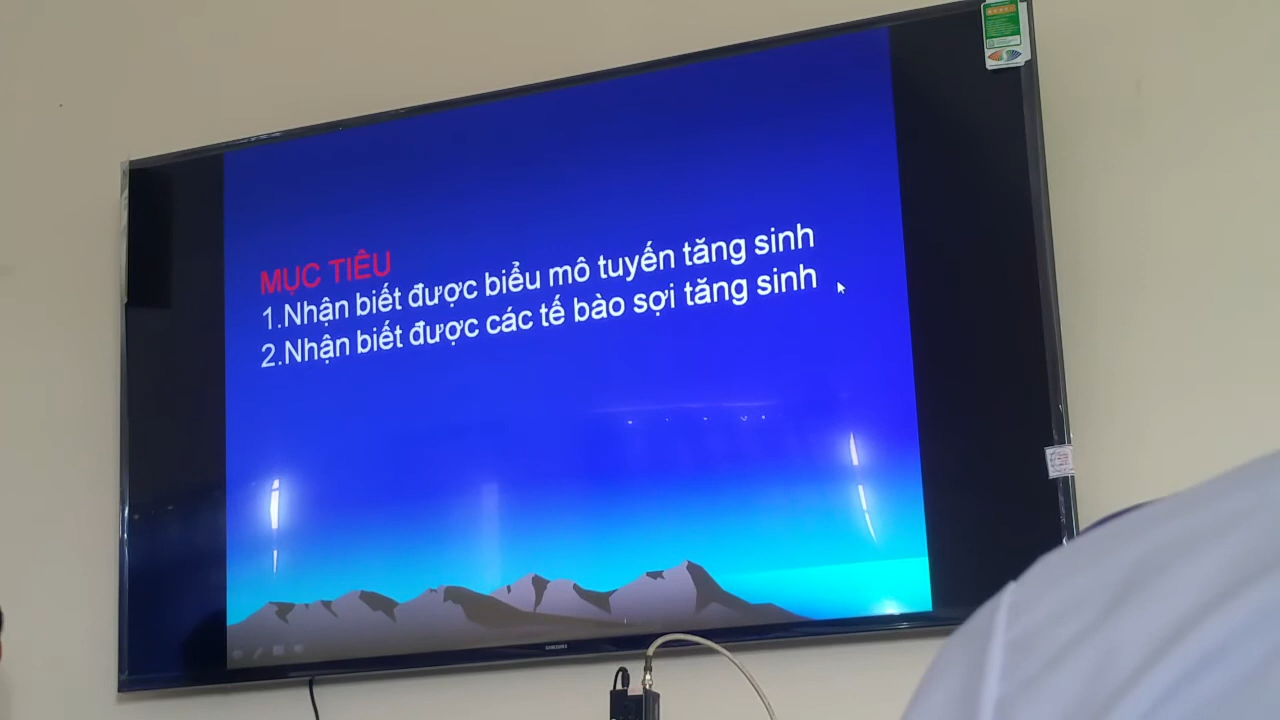 MỤC TIÊU
1.Nhận biết được biểu mô tuyến tăng sinh
2.Nhận biết được các tế bào sợi tăng sinh
SAMSUNG